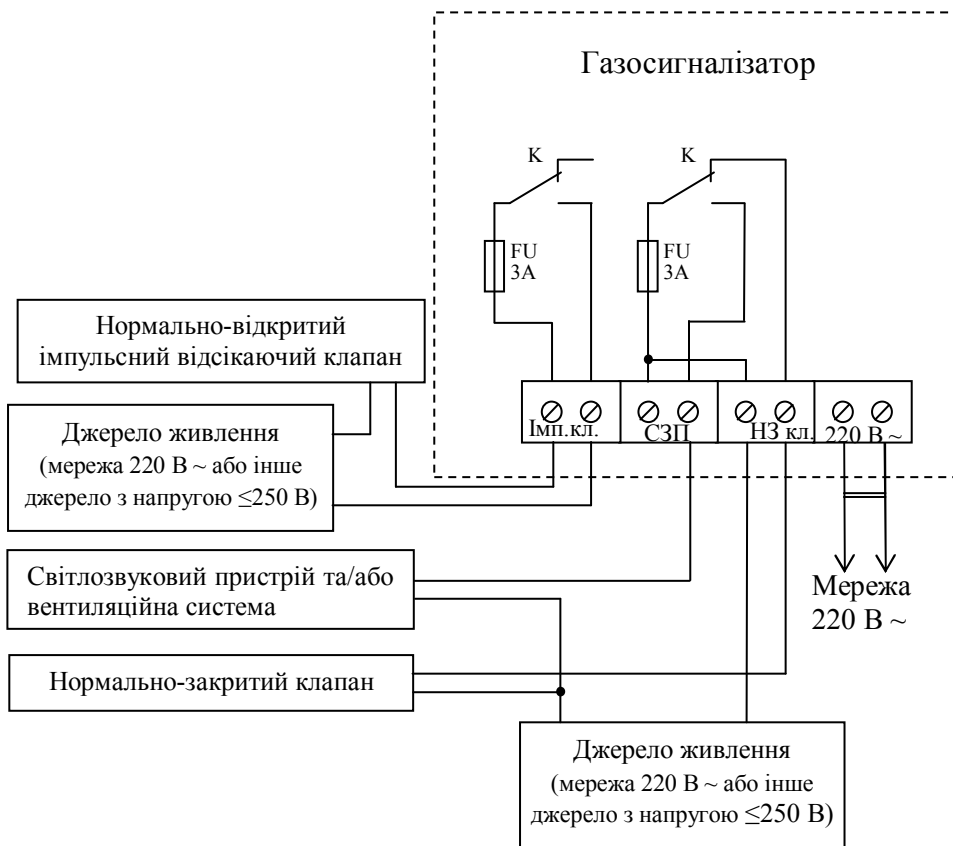 Газосигналізатор
K
K
FU
3A
FU
3A
Нормально-відкритий
імпульсний відсікаючий клапан
Імп.кл.
СЗП
НЗ кл.
220 В ~
Джерело живлення
(мережа 220 В ~ або інше
джерело з напругою ≤250 В)
Світлозвуковий пристрій та/або
вентиляційна система
Мережа
220 В ~
Нормально-закритий клапан
Джерело живлення
(мережа 220 В ~ або інше
джерело з напругою ≤250 В)